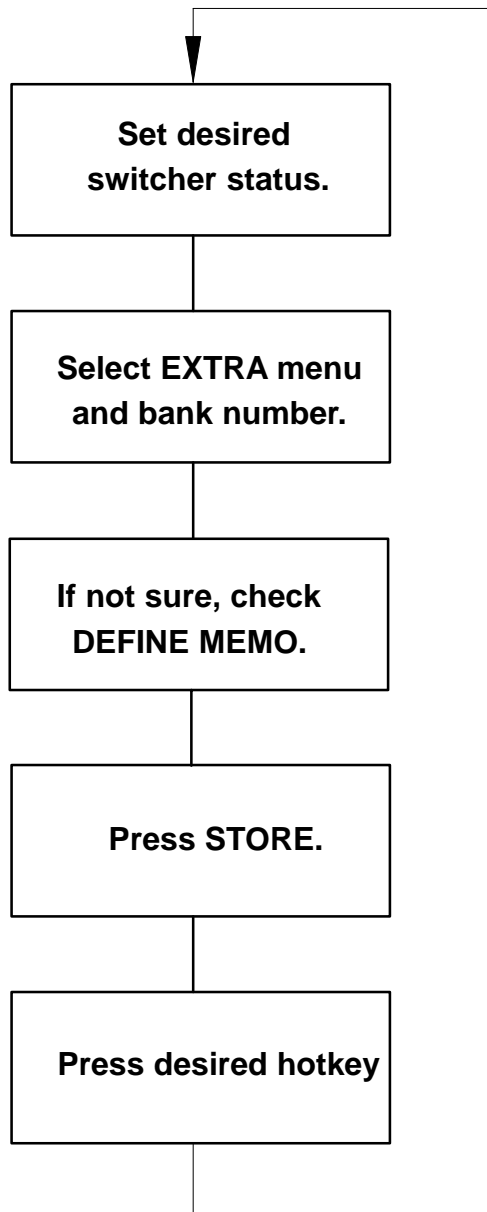 Set desired
switcher status.
Select EXTRA menu
and bank number.
If not sure, check
DEFINE MEMO.
Press STORE.
Press desired hotkey